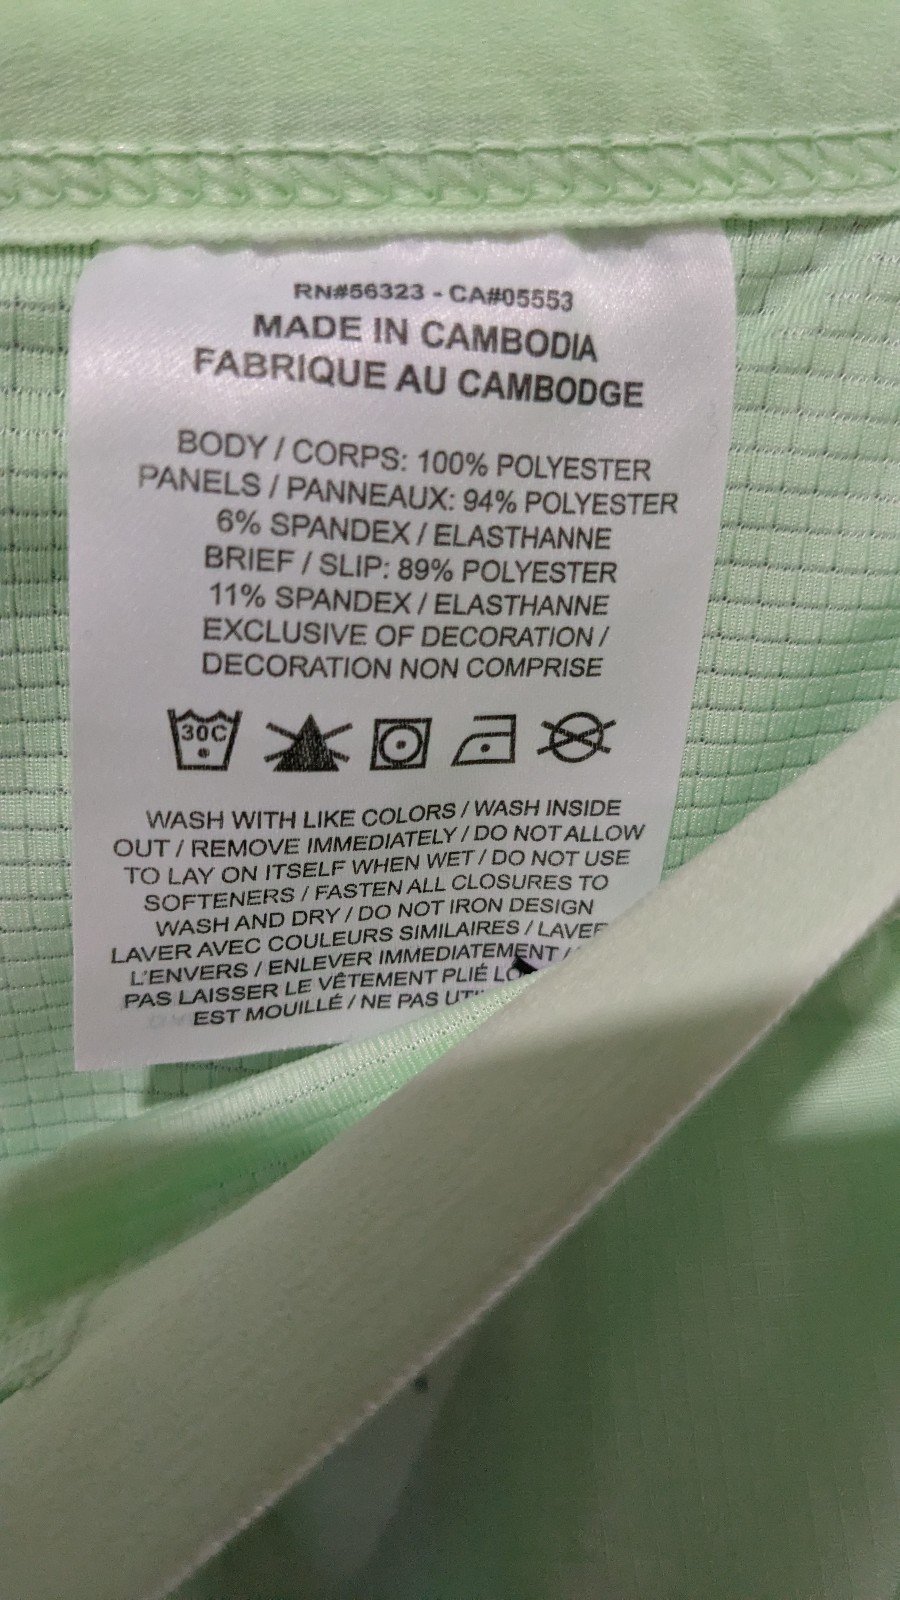 RN#56323 - CA#05553
MADE IN CAMBODIA
FABRIQUE AU CAMBODGE
BODY / CORPS: 100% POLYESTER
PANELS / PANNEAUX: 94% POLYESTER
6% SPANDEX / ELASTHANNE
BRIEF / SLIP: 89% POLYESTER
11% SPANDEX / ELASTHANNE
EXCLUSIVE OF DECORATION /
DECORATION NON COMPRISE
30C
WASH WITH LIKE COLORS / WASH INSIDE
OUT / REMOVE IMMEDIATELY / DO NOT ALLOW
TO LAY ON ITSELF WHEN WET / DO NOT USE
SOFTENERS / FASTEN ALL CLOSURES TO
WASH AND DRY / DO NOT IRON DESIGN
LAVER AVEC COULEURS SIMILAIRES / LAVER
L'ENVERS / ENLEVER IMMEDIATEMENT /
PAS LAISSER LE VÊTEMENT PLIÉ
EST MOUILLÉ / NE PAS